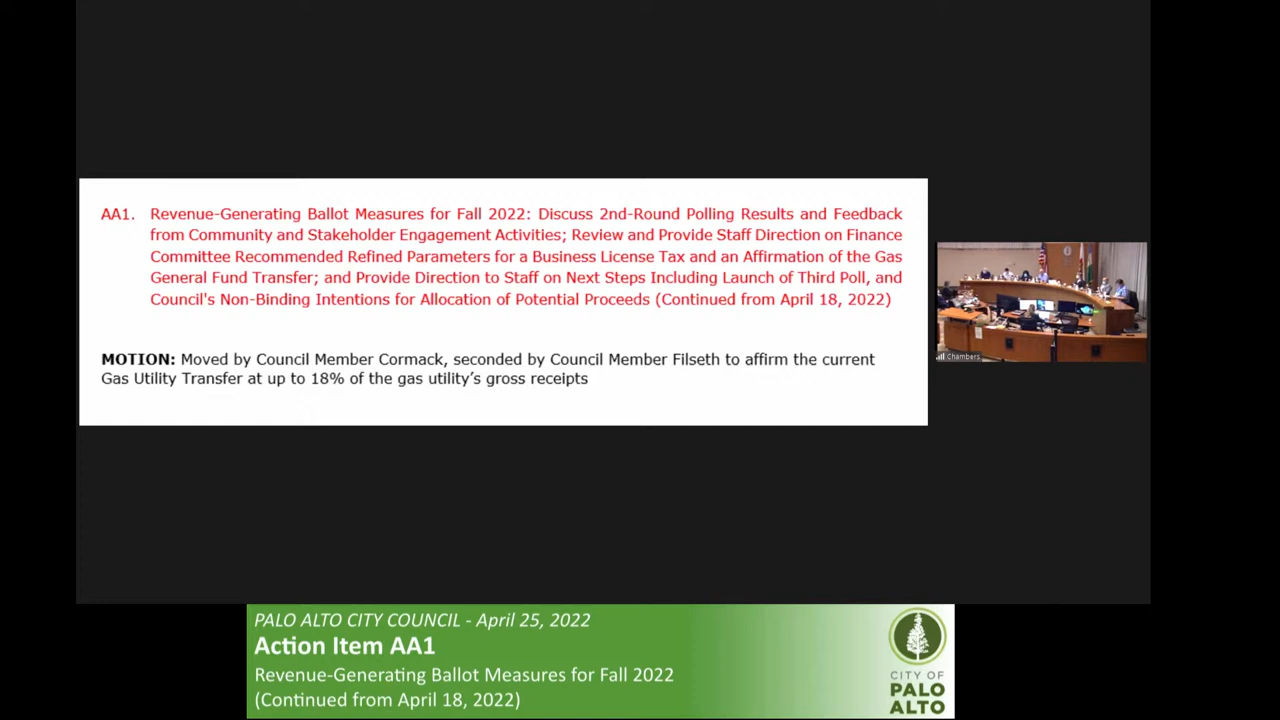 AA1. Revenue-Generating Ballot Measures for Fall 2022: Discuss 2nd-Round Polling Results and Feedback
from Community and Stakeholder Engagement Activities; Review and Provide Staff Direction on Finance
Committee Recommended Refined Parameters for a Business License Tax and an Affirmation of the Gas
General Fund Transfer; and Provide Direction to Staff on Next Steps Including Launch of Third Poll, and
Council's Non-Binding Intentions for Allocation of Potential Proceeds (Continued from April 18, 2022)
MOTION: Moved by Council Member Cormack, seconded by Council Member Filseth to affirm the current
Gas Utility Transfer at up to 18% of the gas utility’s gross receipts
Chambers
PALO ALTO CITY COUNCIL - April 25, 2022
Action Item AA1
Revenue-Generating Ballot Measures for Fall 2022
(Continued from April 18, 2022)
CITY OF
PALO
ALTO